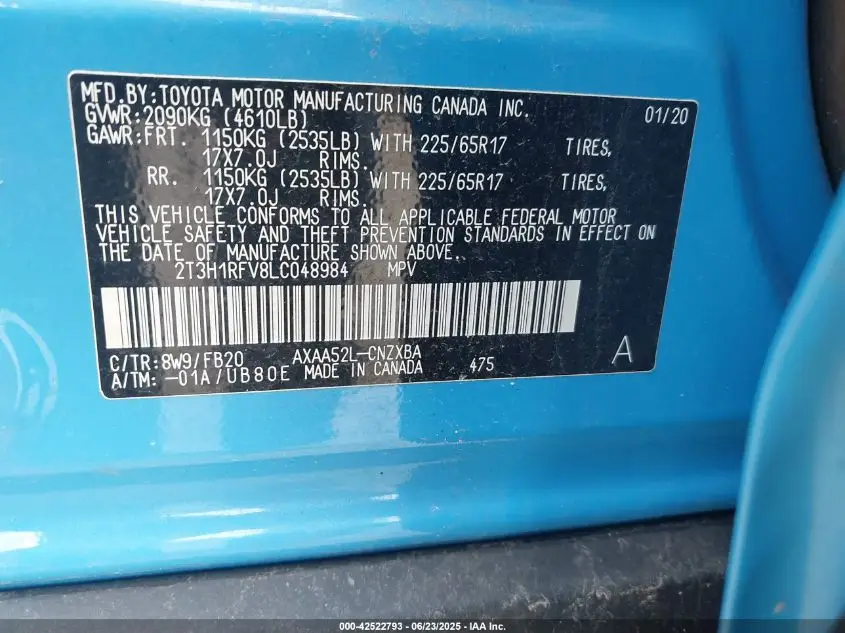 MFD.BY:TOYOTA MOTOR MANUFACTURING CANADA INC. 01/20
GVWR:2090KG (4610LB)
GAWR:FRT. 1150KG (2535LB) WITH 225/65R17 TIRES,
17X7.0J RIMS.
RR. 1150KG (2535LB) WITH 225/65R17 TIRES,
17X7.0J RIMS.
THIS VEHICLE CONFORMS TO ALL APPLICABLE FEDERAL MOTOR
VEHICLE SAFETY AND THEFT PREVENTION STANDARDS IN EFFECT ON
THE DATE OF MANUFACTURE SHOWN ABOVE.
2T3H1RFV8LC048984 MPV
C/TR:8W9/FB20 AXAA52L-CNZXBA A
A/TM:-01A/UB80E MADE IN CANADA 475
000-42522793 - 06/23/2025 - IAA Inc.